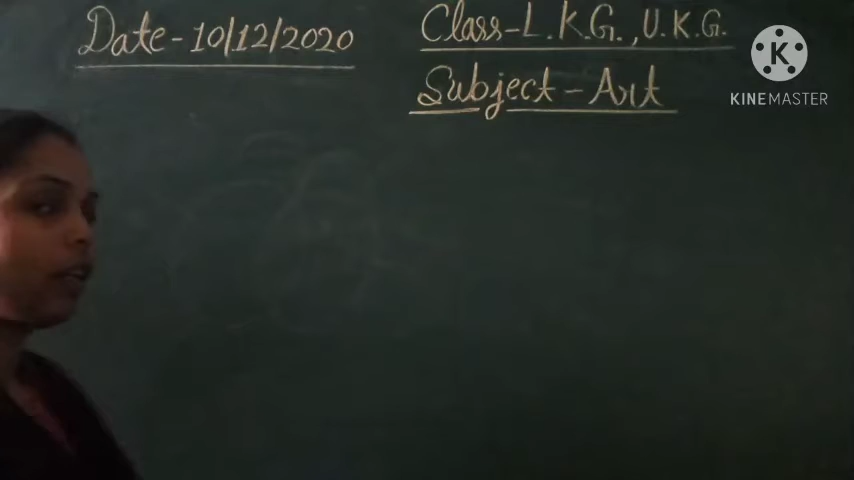 Date-10/12/2020
Class-L.K.G.,U.K.G.
Subject-Art
K
KINEMASTER